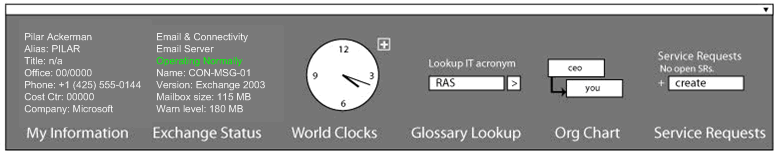 Pilar Ackerman
Alias: PILAR
Title: n/a
Office: 00/0000
Phone: +1 (425) 555-0144
Cost Ctr: 00000
Company: Microsoft
My Information
Email & Connectivity
Email Server
Operating Normally
Name: CON-MSG-01
Version: Exchange 2003
Mailbox size: 115 MB
Warn level: 180 MB
Exchange Status
12
9
3
6
+
World Clocks
Lookup IT acronym
RAS
>
Glossary Lookup
ceo
you
Org Chart
Service Requests
No open SRs.
+ create
Service Requests